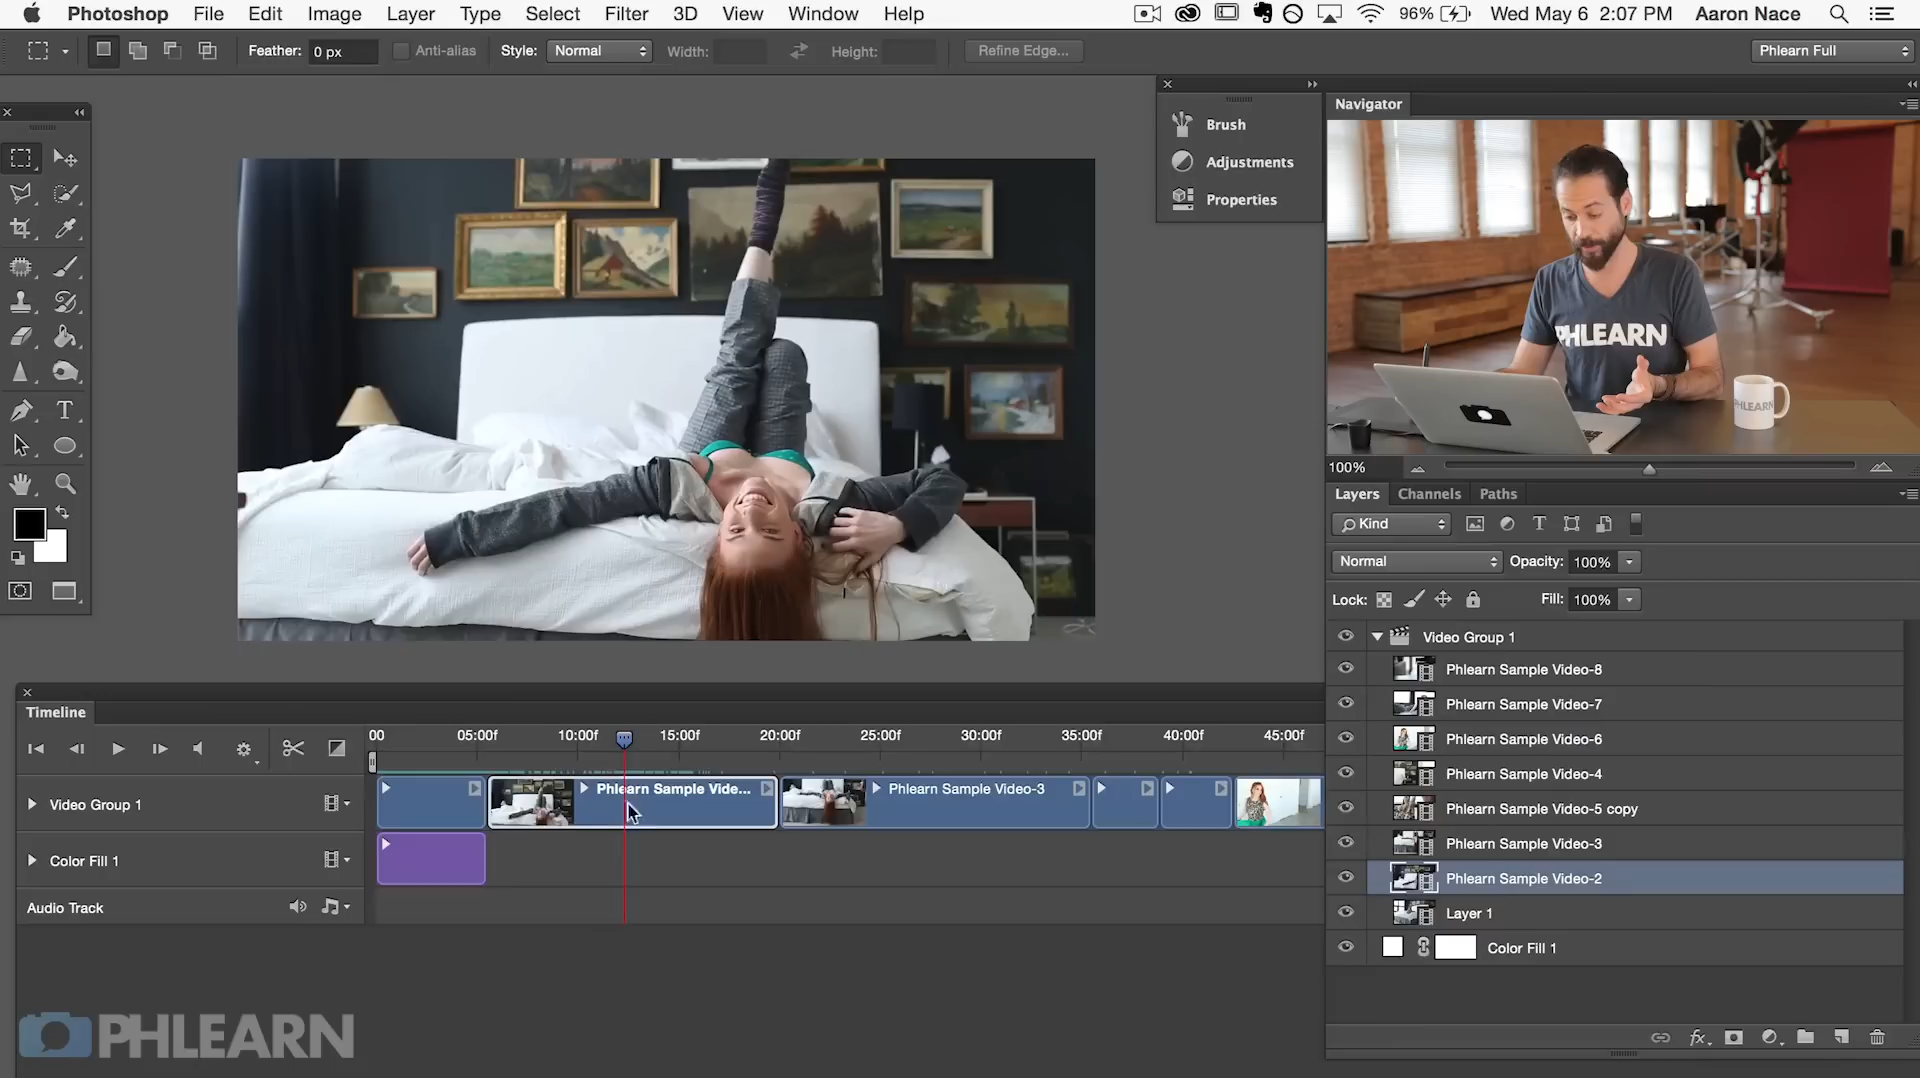 Photoshop File Edit Image Layer Type Select Filter 3D View Window Help 96% Wed May 6 2:07 PM Aaron Nace
Feather: 0 px Anti-alias Style: Normal Width: Height: Refine Edge... Phlearn Full
Navigator
Brush
Adjustments
Properties
PHLEARN
PHLEARN
100%
Layers Channels Paths
Kind
Normal Opacity: 100%
Lock: Fill: 100%
Video Group 1
Phlearn Sample Video-8
Phlearn Sample Video-7
Phlearn Sample Video-6
Phlearn Sample Video-4
Phlearn Sample Video-5 copy
Phlearn Sample Video-3
Phlearn Sample Video-2
Layer 1
Color Fill 1
Timeline
00 05:00f 10:00f 15:00f 20:00f 25:00f 30:00f 35:00f 40:00f 45:00f
Video Group 1
Phlearn Sample Vide... Phlearn Sample Video-3
Color Fill 1
Audio Track
PHLEARN